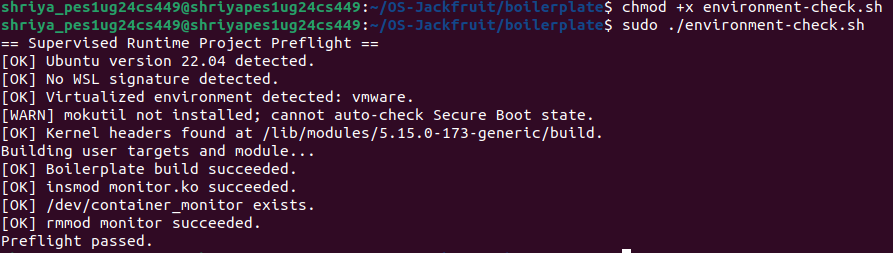 shriya_pes1ug24cs449@shriyapes1ug24cs449:~/OS-Jackfruit/boilerplate$ chmod +x environment-check.sh
shriya_pes1ug24cs449@shriyapes1ug24cs449:~/OS-Jackfruit/boilerplate$ sudo ./environment-check.sh
== Supervised Runtime Project Preflight ==
[OK] Ubuntu version 22.04 detected.
[OK] No WSL signature detected.
[OK] Virtualized environment detected: vmware.
[WARN] mokutil not installed; cannot auto-check Secure Boot state.
[OK] Kernel headers found at /lib/modules/5.15.0-173-generic/build.
Building user targets and module...
[OK] Boilerplate build succeeded.
[OK] insmod monitor.ko succeeded.
[OK] /dev/container_monitor exists.
[OK] rmmod monitor succeeded.
Preflight passed.